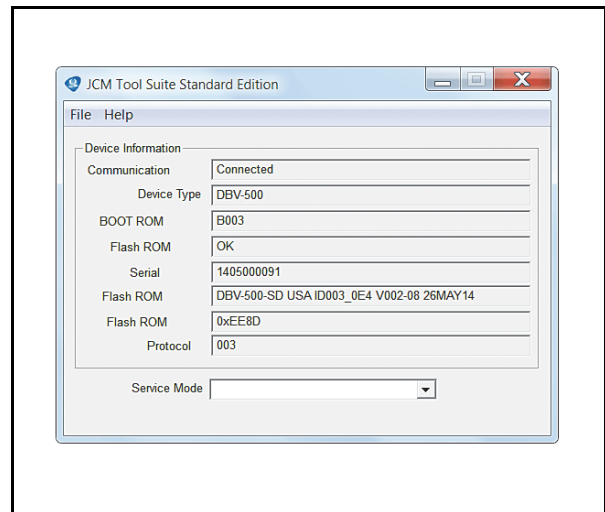 JCM Tool Suite Standard Edition
File Help
Device Information
Communication Connected
Device Type DBV-500
BOOT ROM B003
Flash ROM OK
Serial 1405000091
Flash ROM DBV-500-SD USA ID003_0E4 V002-08 26MAY14
Flash ROM 0xEE8D
Protocol 003
Service Mode